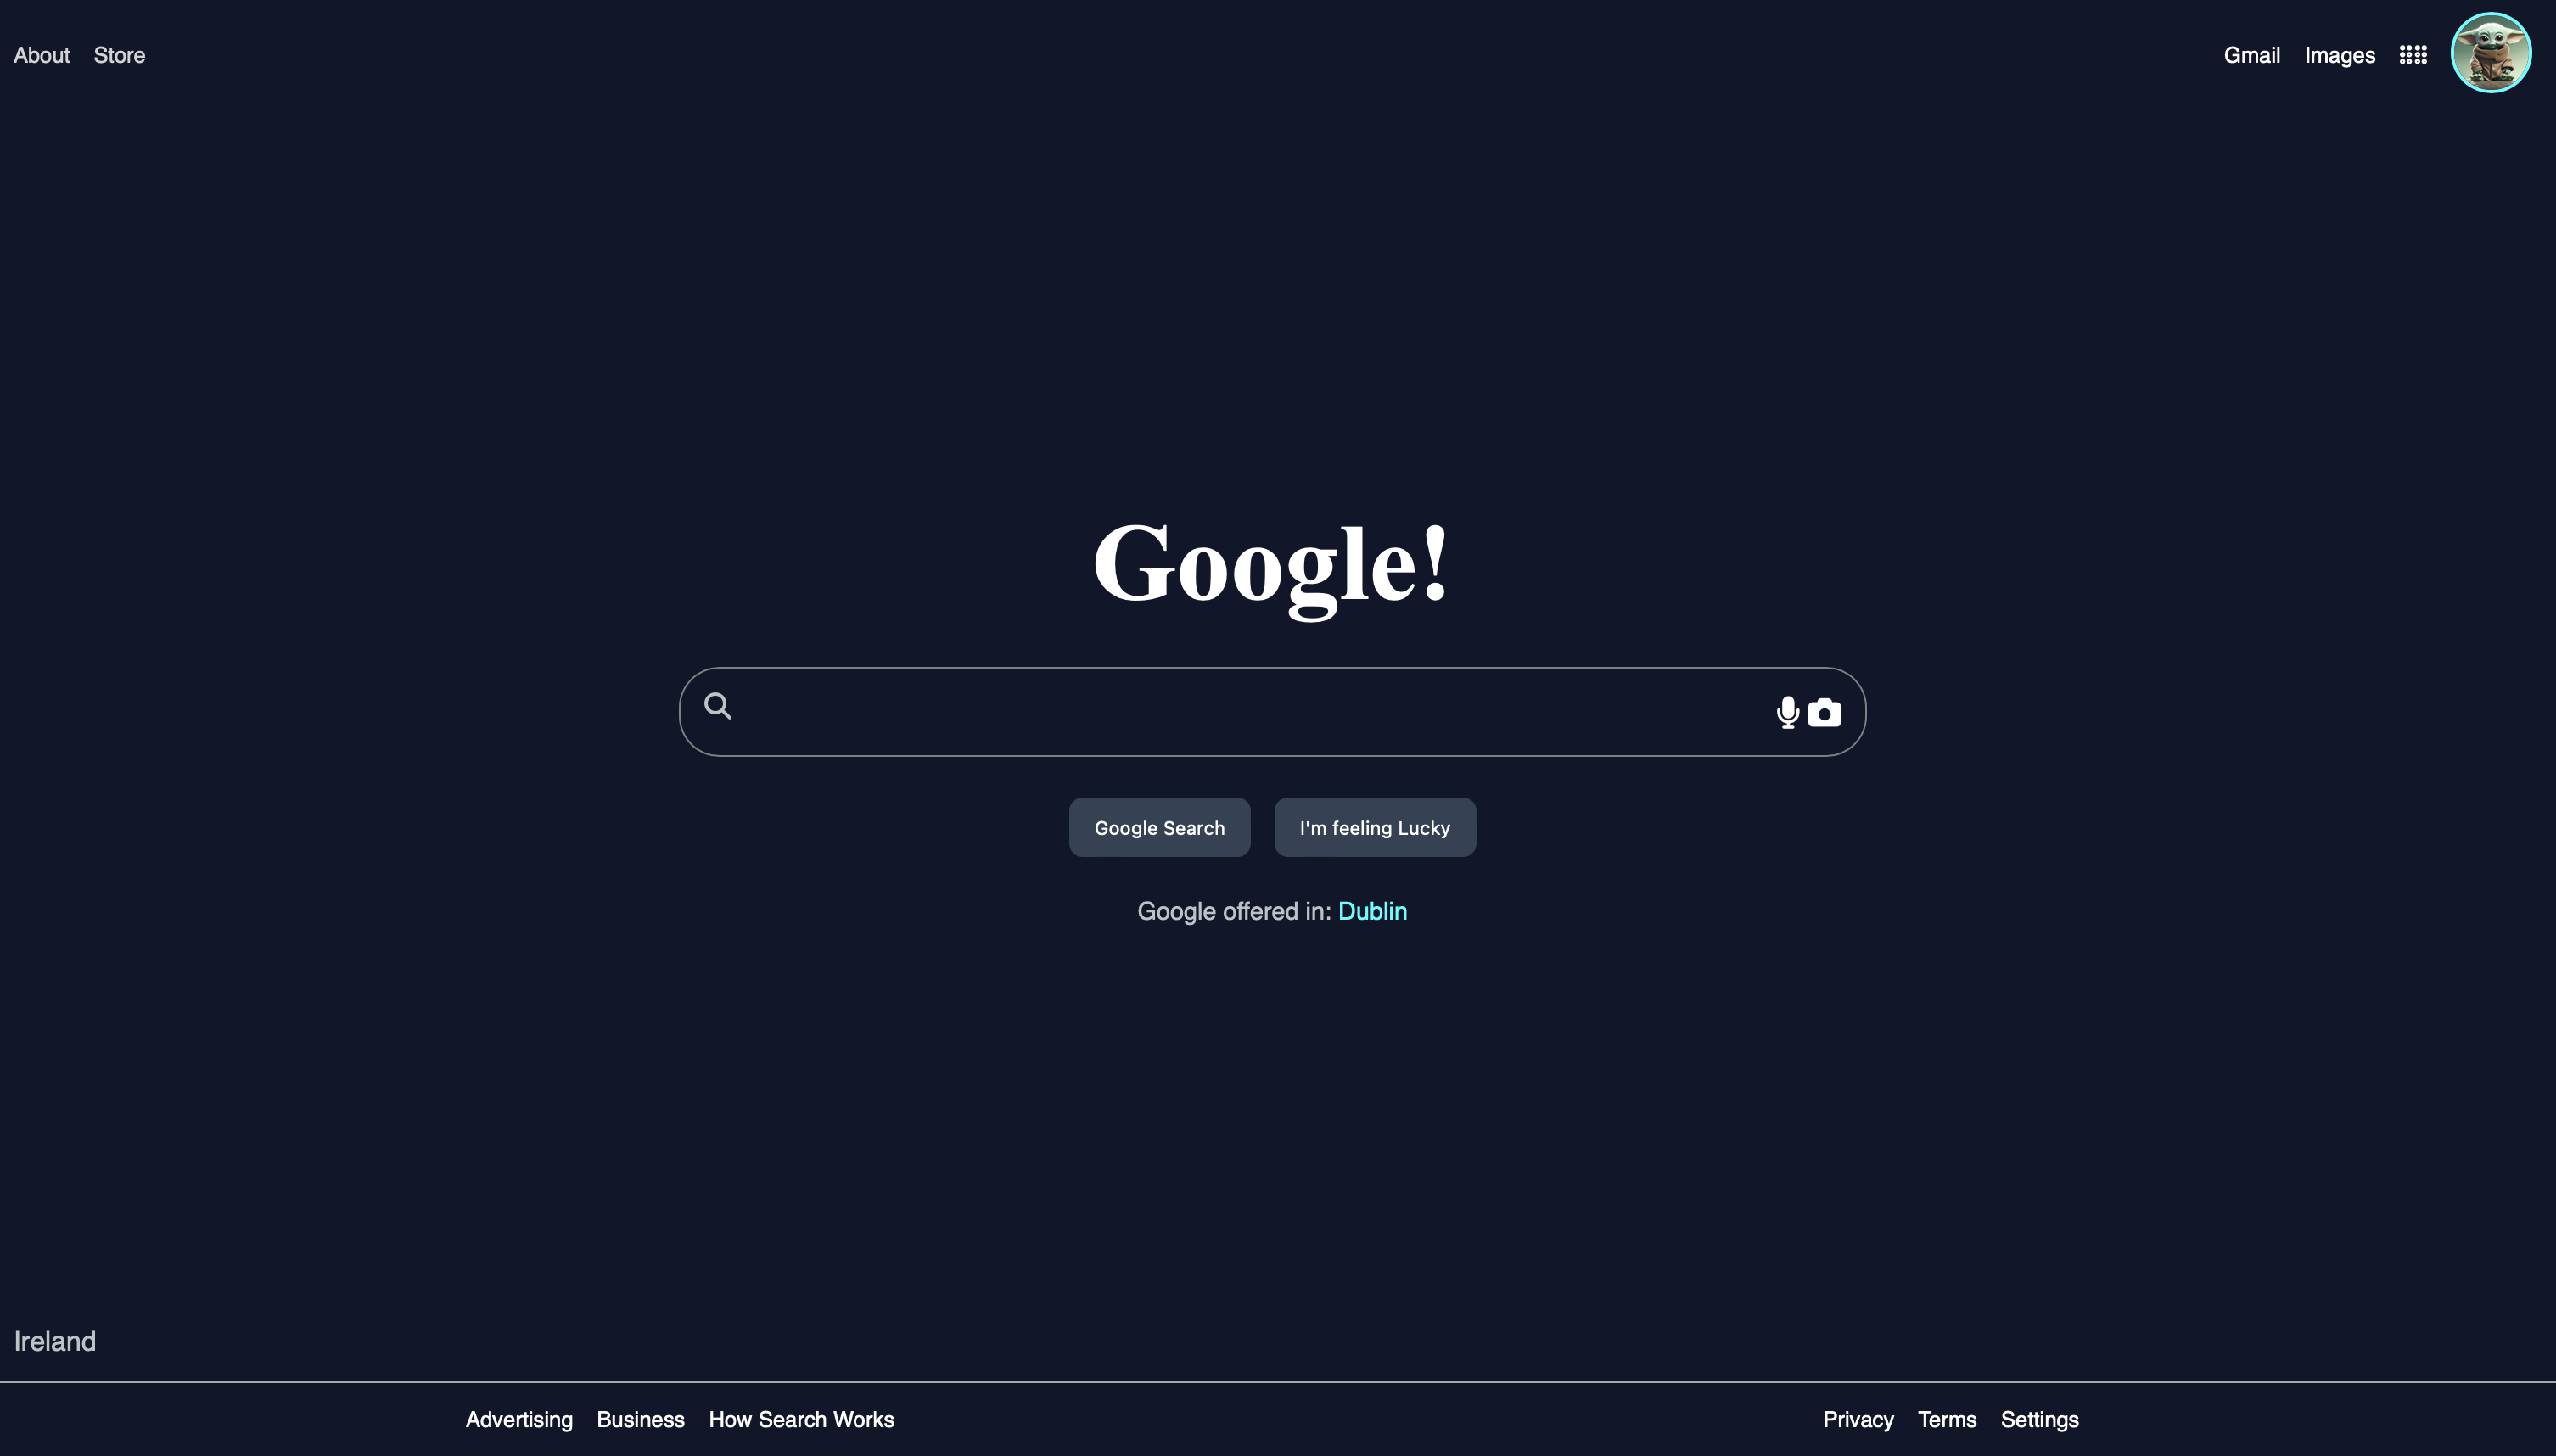 About Store Gmail Images
Google!
Google Search I'm feeling Lucky
Google offered in: Dublin
Ireland
Advertising Business How Search Works Privacy Terms Settings